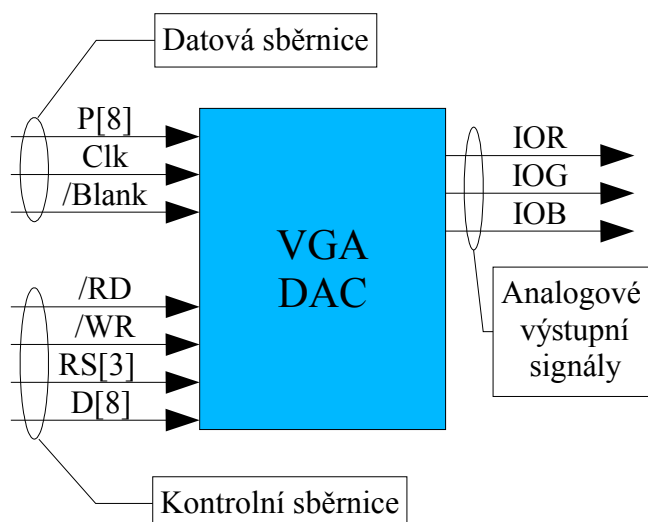 Datová sběrnice
P[8]
Clk
/Blank
/RD
/WR
RS[3]
D[8]
Kontrolní sběrnice
VGA
DAC
IOR
IOG
IOB
Analogové
výstupní
signály